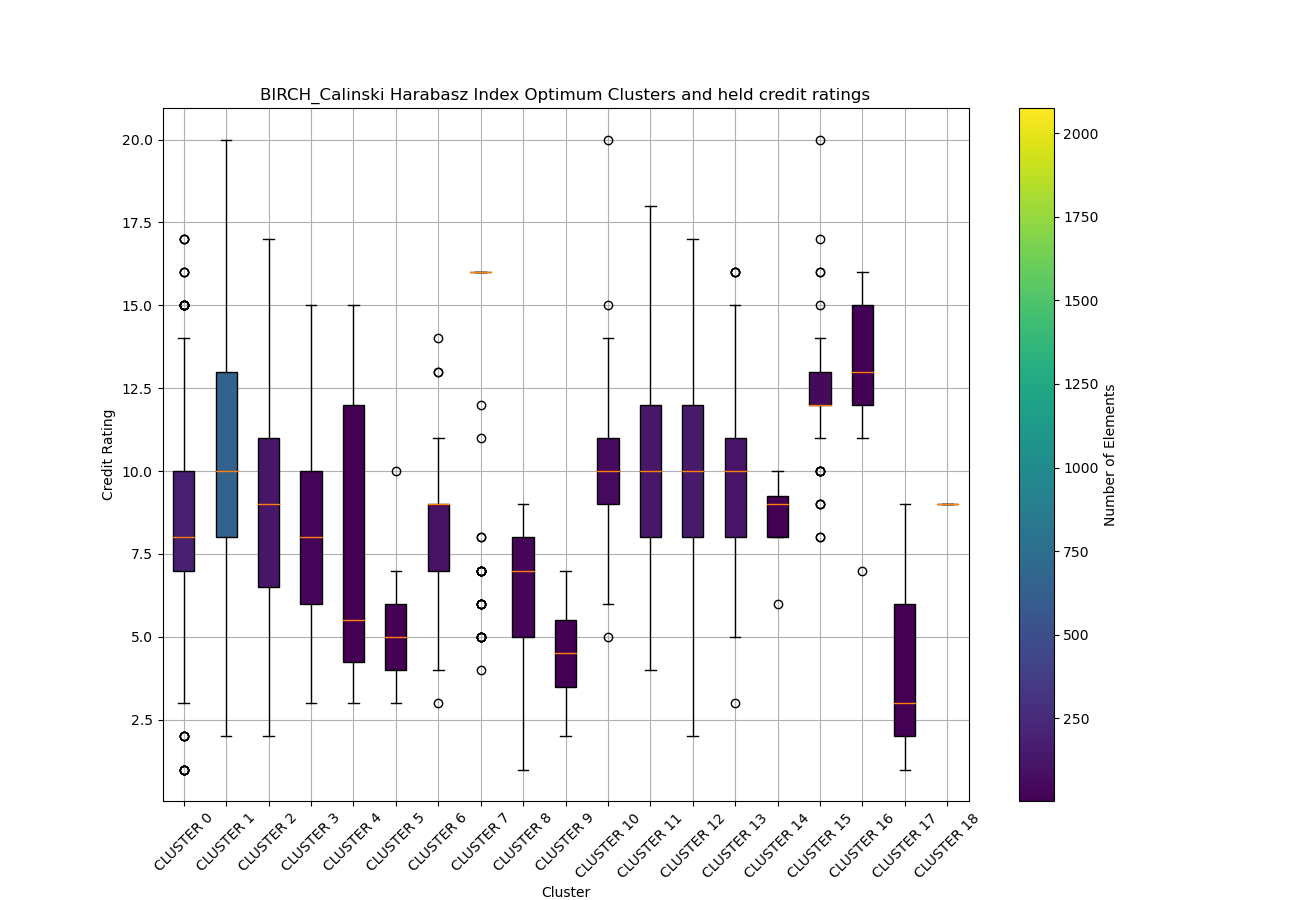 BIRCH_Calinski Harabasz Index Optimum Clusters and held credit ratings
Credit Rating
20.0
17.5
15.0
12.5
10.0
7.5
5.0
2.5
CLUSTER 0
CLUSTER 1
CLUSTER 2
CLUSTER 3
CLUSTER 4
CLUSTER 5
CLUSTER 6
CLUSTER 7
CLUSTER 8
CLUSTER 9
CLUSTER 10
CLUSTER 11
CLUSTER 12
CLUSTER 13
CLUSTER 14
CLUSTER 15
CLUSTER 16
CLUSTER 17
CLUSTER 18
Cluster
2000
1750
1500
1250
1000
750
500
250
Number of Elements